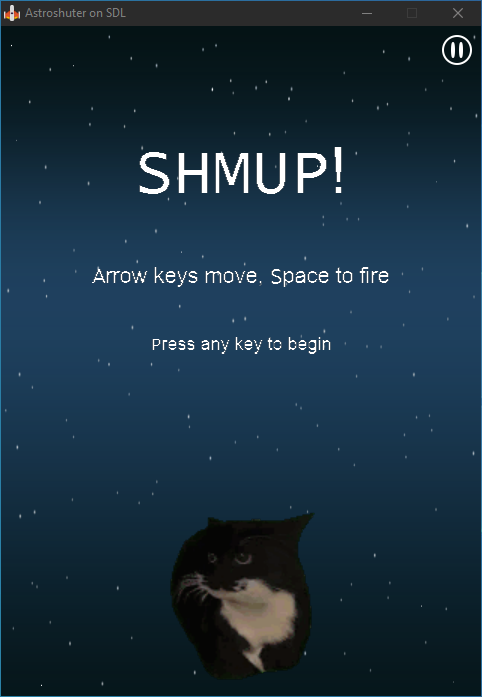 Astroshuter on SDL
SHMUP!
Arrow keys move, Space to fire
Press any key to begin